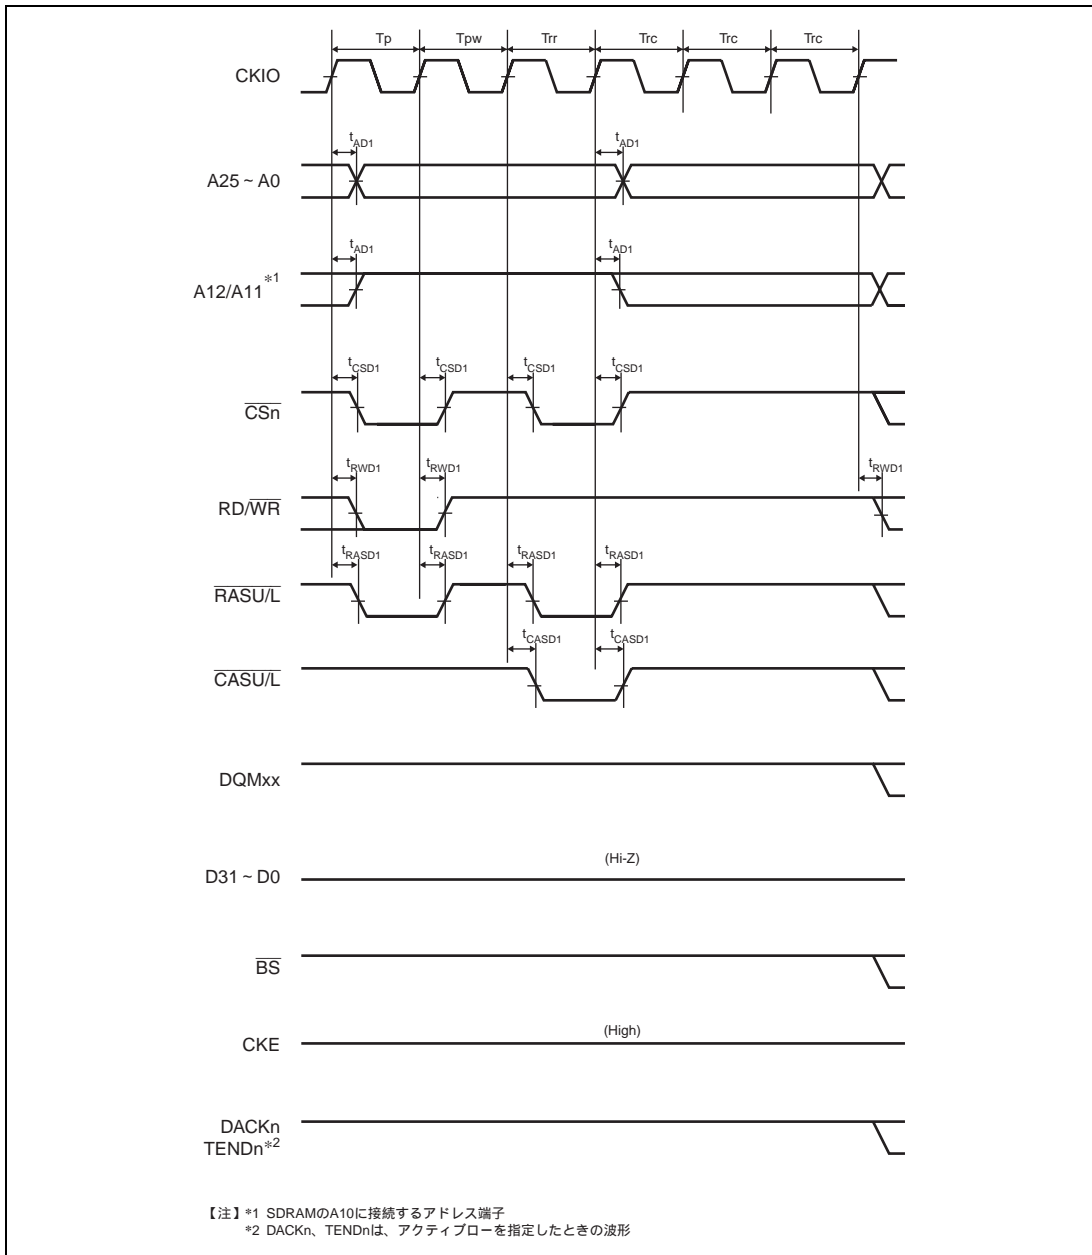 Tp Tpw Trr Trc Trc Trc
CKIO
tAD1 tAD1
A25 ~ A0
tAD1 tAD1
A12/A11*1
tCSD1 tCSD1 tCSD1 tCSD1
CSn
tRWD1 tRWD1 tRWD1
RD/WR
tRASD1 tRASD1 tRASD1 tRASD1
RASU/L
tCASD1 tCASD1
CASU/L
DQMxx
(Hi-Z)
D31 ~ D0
BS
(High)
CKE
DACKn
TENDn*2
【注】*1 SDRAMのA10に接続するアドレス端子
*2 DACKn、TENDnは、アクティブローを指定したときの波形